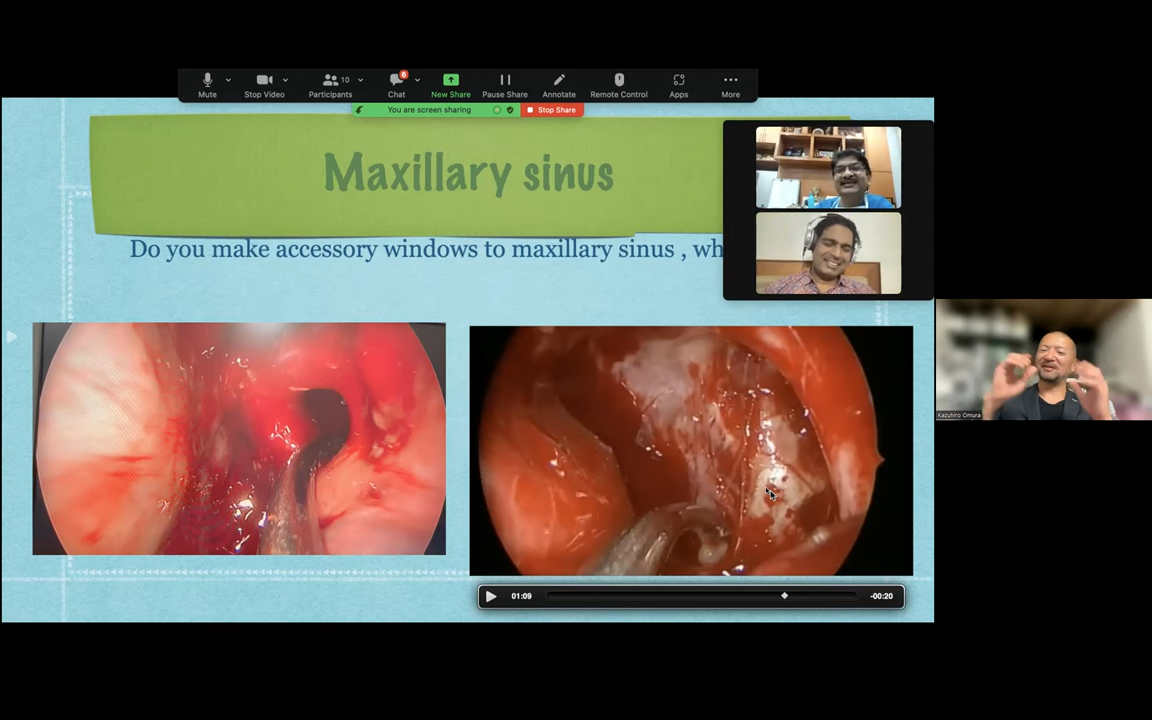 10
6
Mute
Stop Video
Participants
Chat
New Share
Pause Share
Annotate
Remote Control
Apps
More
You are screen sharing
Stop Share
Maxillary sinus
Do you make accessory windows to maxillary sinus , wh
Kazuhiro Omura
01:09
-00:20